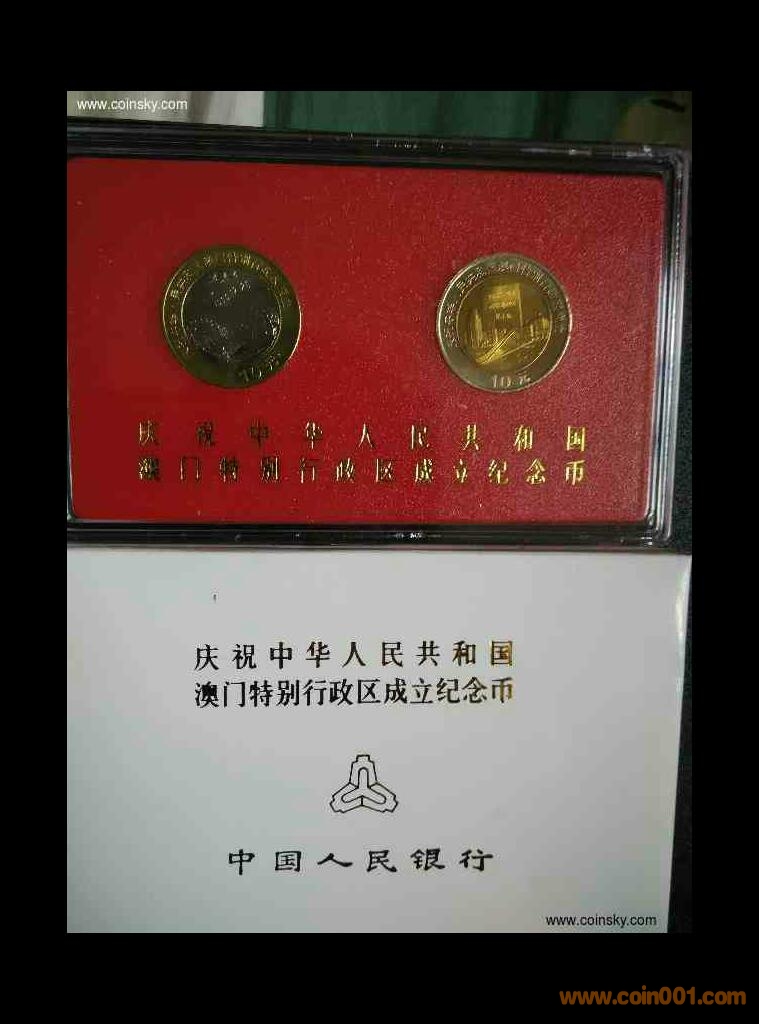 www.coinsky.com
10元
10元
庆祝中华人民共和国
澳门特别行政区成立纪念币
庆祝中华人民共和国
澳门特别行政区成立纪念币
中国人民银行
www.coinsky.com
www.coin001.com